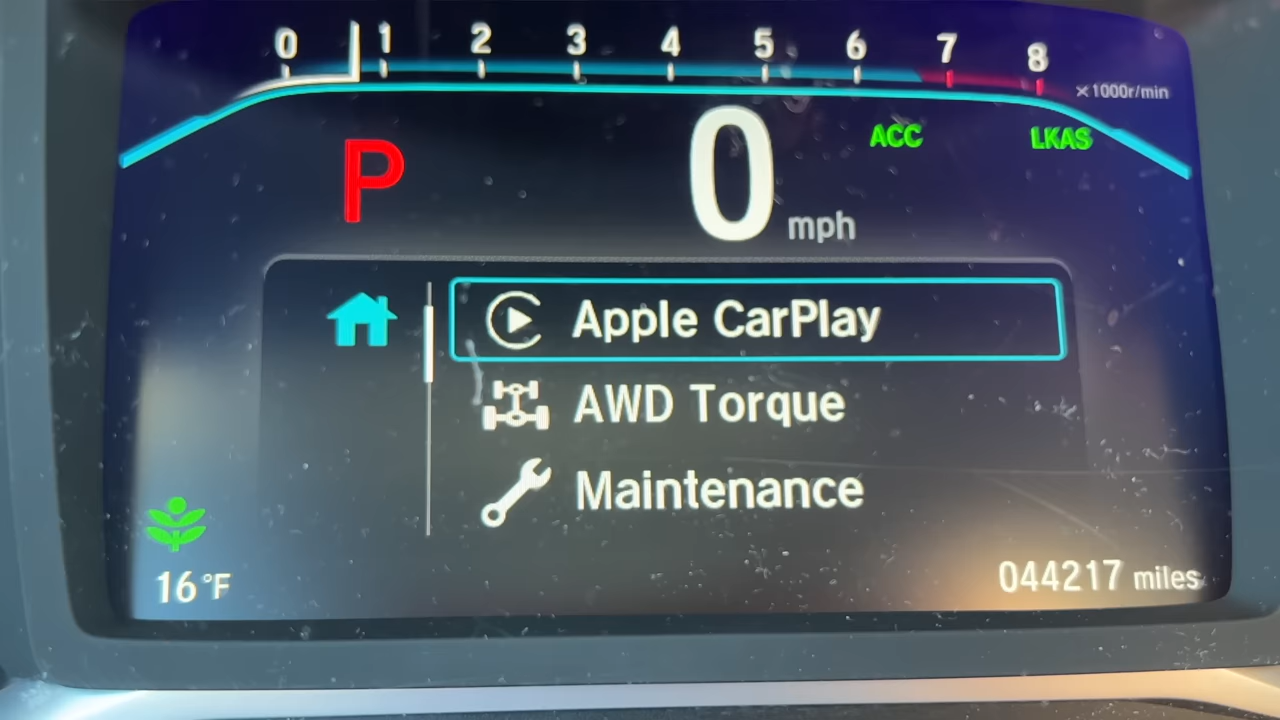 0 1 2 3 4 5 6 7 8
×1000r/min
P 0 mph ACC LKAS
Apple CarPlay
AWD Torque
Maintenance
16 °F
044217 miles